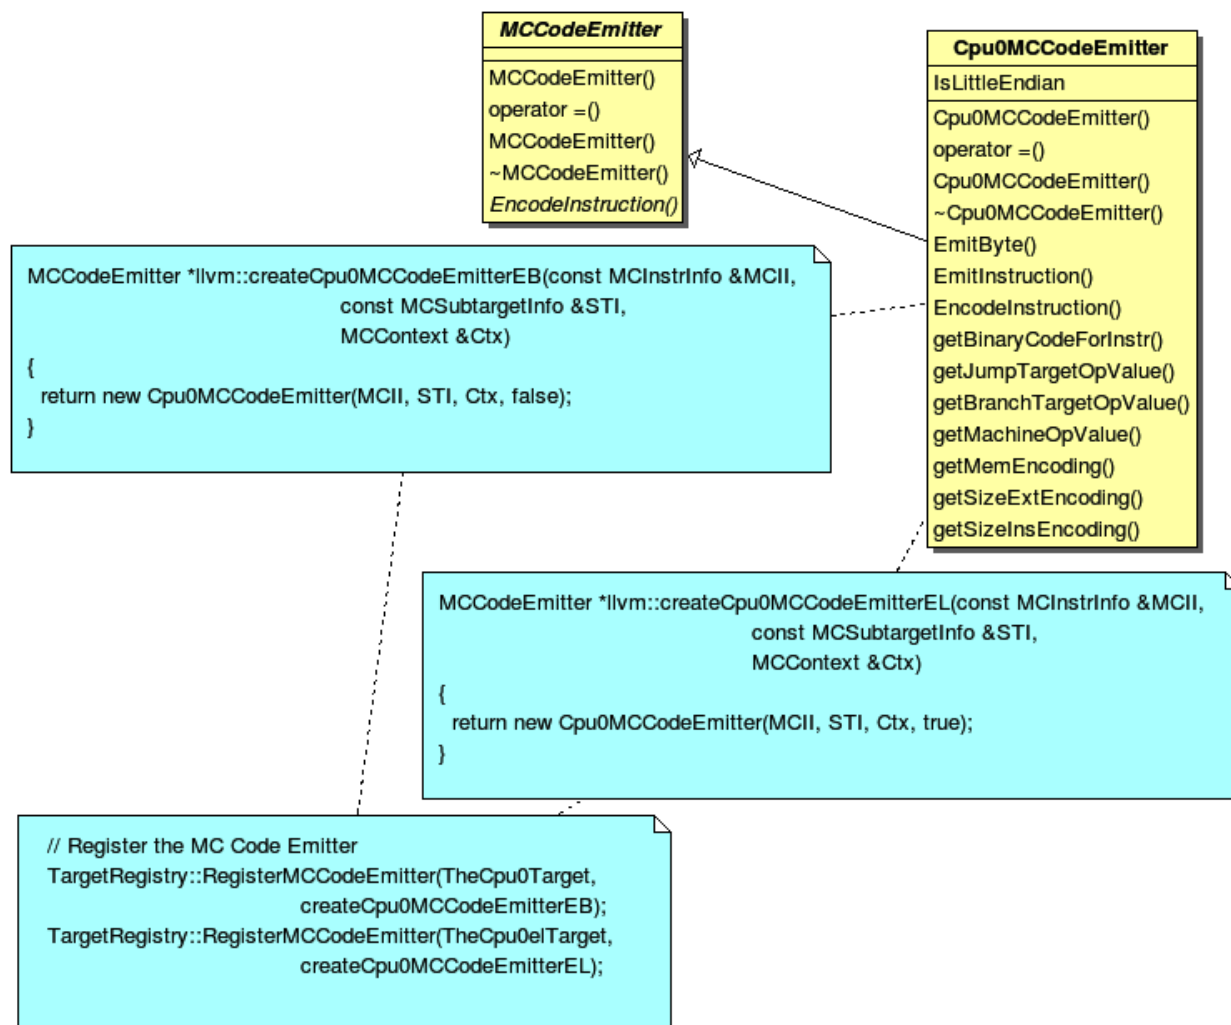 MCCodeEmitter
MCCodeEmitter()
operator =()
MCCodeEmitter()
~MCCodeEmitter()
EncodeInstruction()
Cpu0MCCodeEmitter
IsLittleEndian
Cpu0MCCodeEmitter()
operator =()
Cpu0MCCodeEmitter()
~Cpu0MCCodeEmitter()
EmitByte()
EmitInstruction()
EncodeInstruction()
getBinaryCodeForInstr()
getJumpTargetOpValue()
getBranchTargetOpValue()
getMachineOpValue()
getMemEncoding()
getSizeExtEncoding()
getSizeInsEncoding()
MCCodeEmitter *llvm::createCpu0MCCodeEmitterEB(const MCInstrInfo &MCII,
const MCSubtargetInfo &STI,
MCContext &Ctx)
{
return new Cpu0MCCodeEmitter(MCII, STI, Ctx, false);
}
MCCodeEmitter *llvm::createCpu0MCCodeEmitterEL(const MCInstrInfo &MCII,
const MCSubtargetInfo &STI,
MCContext &Ctx)
{
return new Cpu0MCCodeEmitter(MCII, STI, Ctx, true);
}
// Register the MC Code Emitter
TargetRegistry::RegisterMCCodeEmitter(TheCpu0Target,
createCpu0MCCodeEmitterEB);
TargetRegistry::RegisterMCCodeEmitter(TheCpu0elTarget,
createCpu0MCCodeEmitterEL);